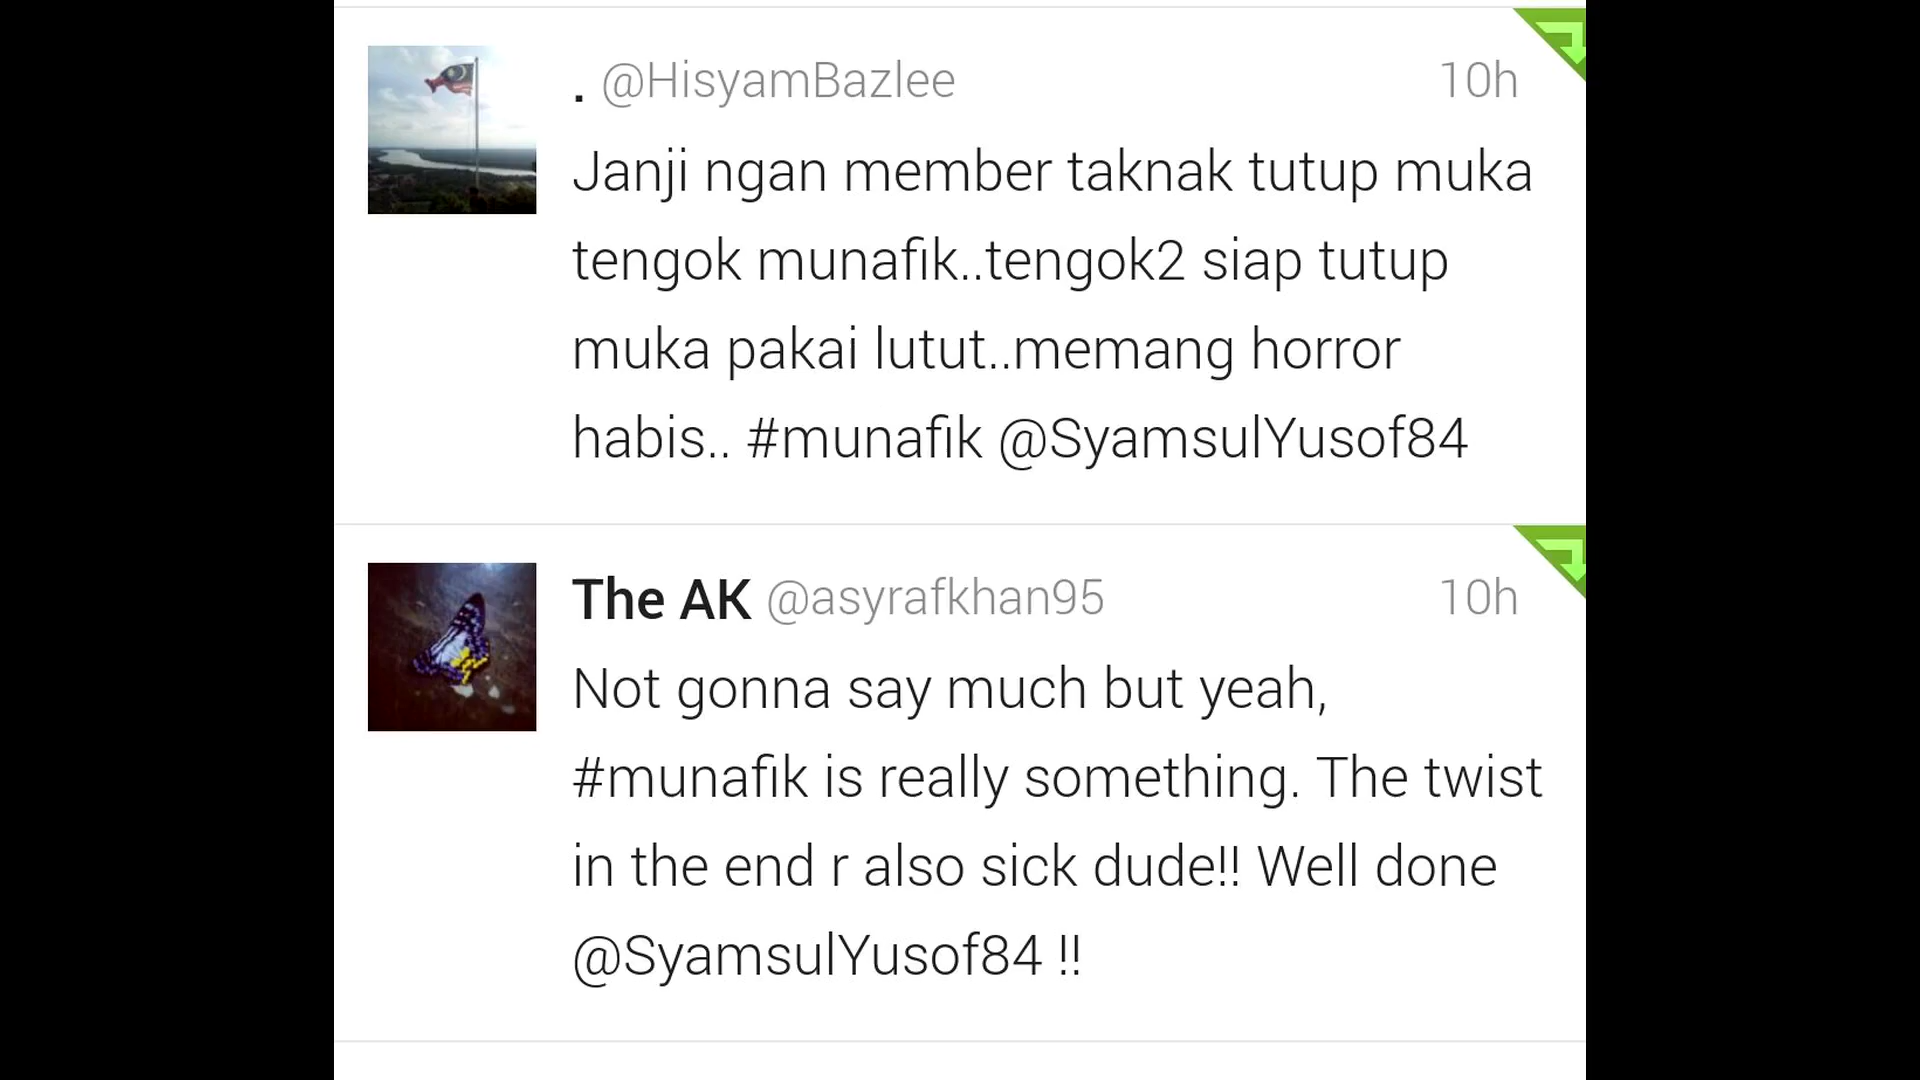 . @HisyamBazlee 10h
Janji ngan member taknak tutup muka
tengok munafik..tengok2 siap tutup
muka pakai lutut..memang horror
habis.. #munafik @SyamsulYusof84
The AK @asyrafkhan95 10h
Not gonna say much but yeah,
#munafik is really something. The twist
in the end r also sick dude!! Well done
@SyamsulYusof84 !!